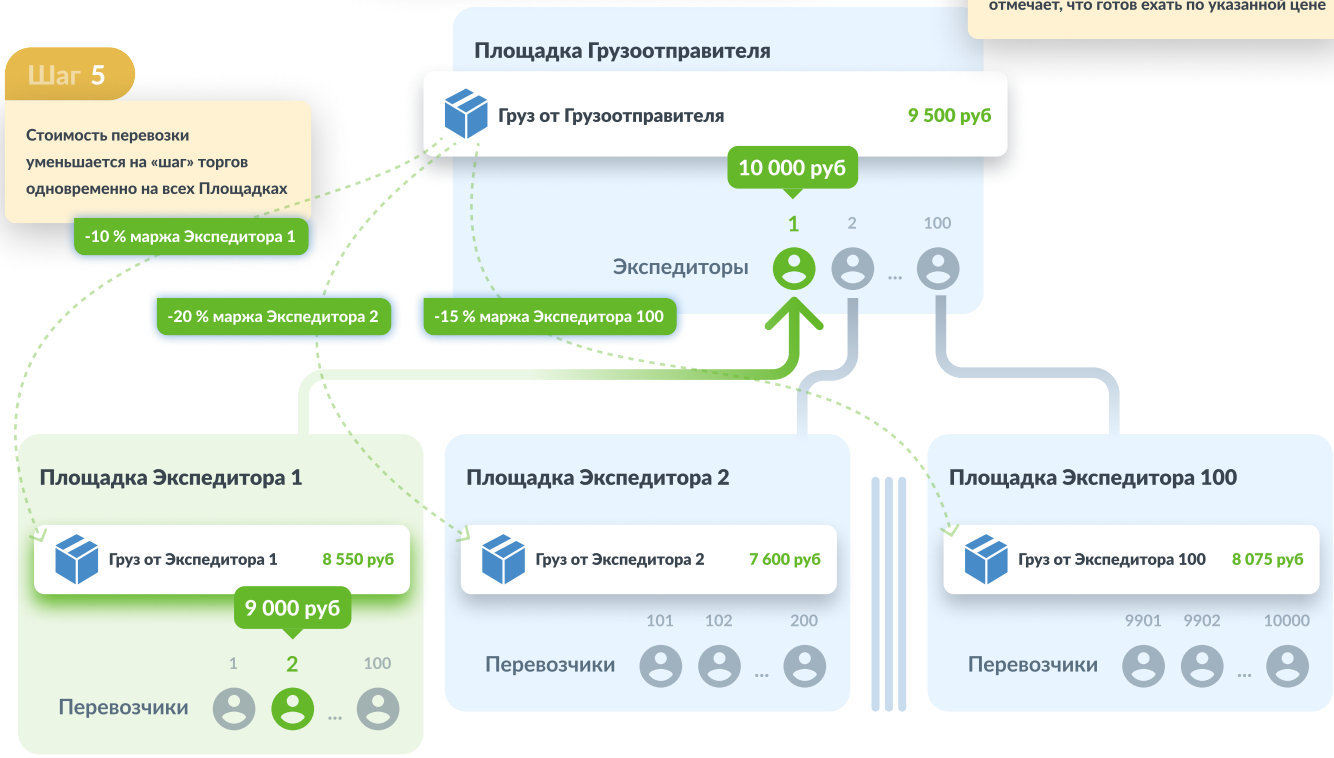 отмечает, что готов ехать по указанной цене
Площадка Грузоотправителя
Шаг 5
Груз от Грузоотправителя
9 500 руб
Стоимость перевозки
уменьшается на «шаг» торгов
одновременно на всех Площадках
10 000 руб
-10 % маржа Экспедитора 1
1 2 100
Экспедиторы
...
-20 % маржа Экспедитора 2
-15 % маржа Экспедитора 100
Площадка Экспедитора 1
Груз от Экспедитора 1
8 550 руб
9 000 руб
1 2 100
Перевозчики
...
Площадка Экспедитора 2
Груз от Экспедитора 2
7 600 руб
101 102 200
Перевозчики
...
Площадка Экспедитора 100
Груз от Экспедитора 100
8 075 руб
9901 9902 10000
Перевозчики
...